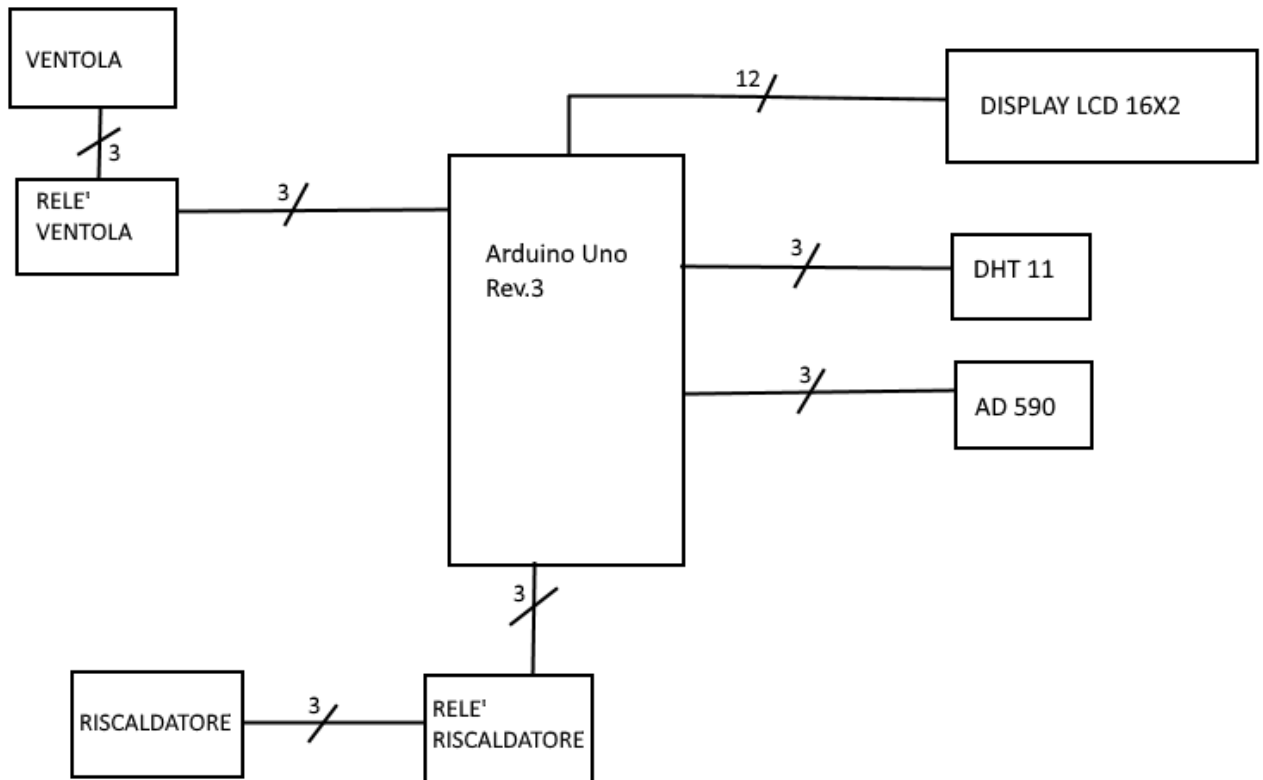 VENTOLA
3
RELE'
VENTOLA
3
12
DISPLAY LCD 16X2
Arduino Uno
Rev.3
3
DHT 11
3
AD 590
3
RISCALDATORE
3
RELE'
RISCALDATORE